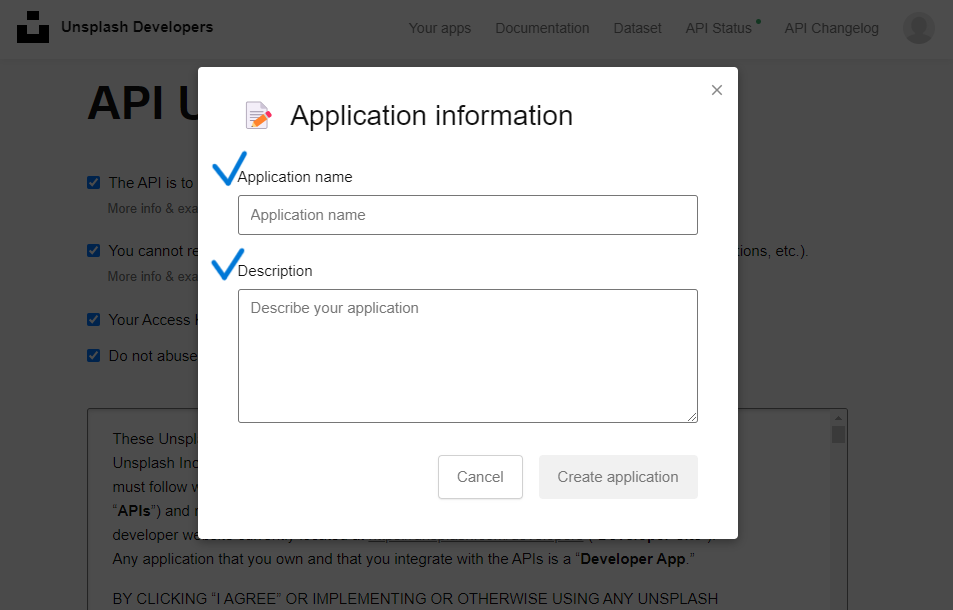 Unsplash Developers
Your apps Documentation Dataset API Status API Changelog
API U
Application information
The API is to
More info & exa
Application name
Application name
You cannot re
tions, etc.).
More info & exa
Description
Describe your application
Your Access
Do not abuse
These Unspl
Unsplash Inc
must follow w
“APIs”) and
developer
Any application that you own and that you integrate with the APIs is a “Developer App.”
BY CLICKING “I AGREE” OR IMPLEMENTING OR OTHERWISE USING ANY UNSPLASH
Cancel Create application